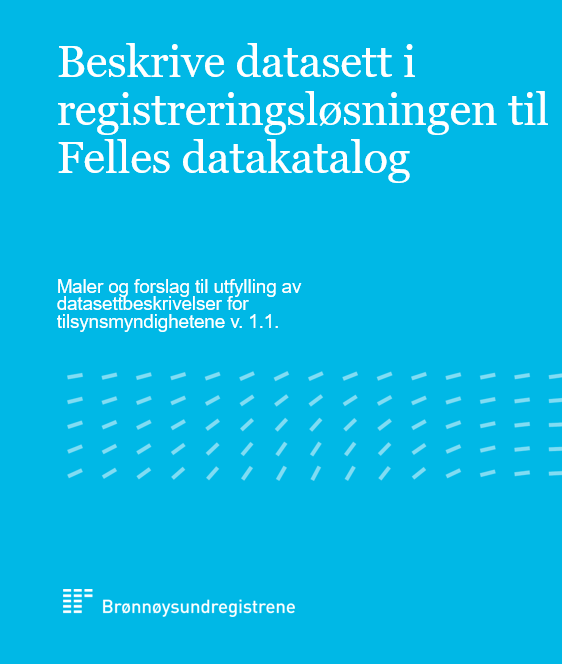 Beskrive datasett i
registreringsløsningen til
Felles datakatalog
Maler og forslag til utfylling av
datasettbeskrivelser for
tilsynsmyndighetene v. 1.1.
Brønnøysundregistrene